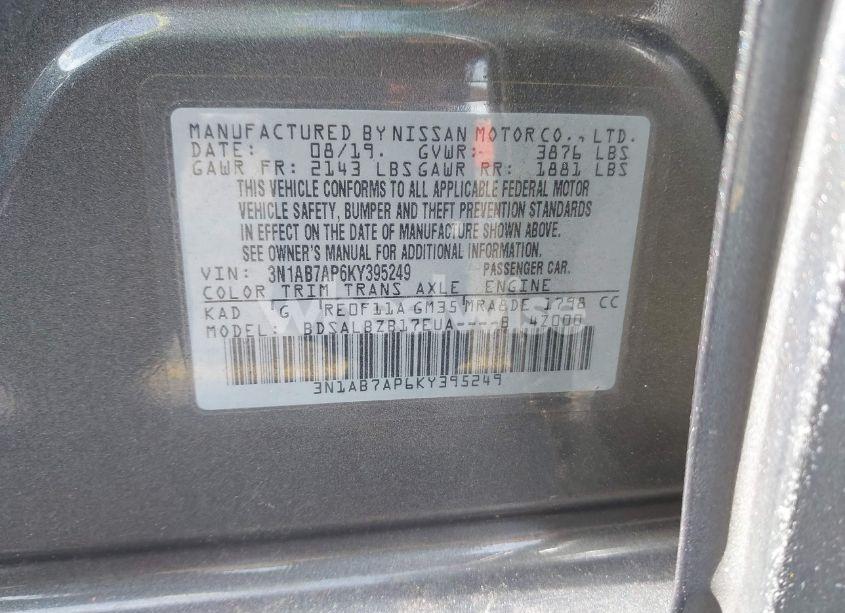 MANUFACTURED BY NISSAN MOTOR CO., LTD.
DATE: 08/19. GVWR: 3876 LBS
GAWR FR: 2143 LBS GAWR RR: 1881 LBS
THIS VEHICLE CONFORMS TO ALL APPLICABLE FEDERAL MOTOR
VEHICLE SAFETY, BUMPER AND THEFT PREVENTION STANDARDS
IN EFFECT ON THE DATE OF MANUFACTURE SHOWN ABOVE.
SEE OWNER'S MANUAL FOR ADDITIONAL INFORMATION.
VIN: 3N1AB7AP6KY395249 PASSENGER CAR.
COLOR TRIM TRANS AXLE ENGINE
KAD G RE0F11A GM35 MRA8DE 1798 CC
MODEL: BDSALBZB17EUA----B 4Z000
3N1AB7AP6KY395249